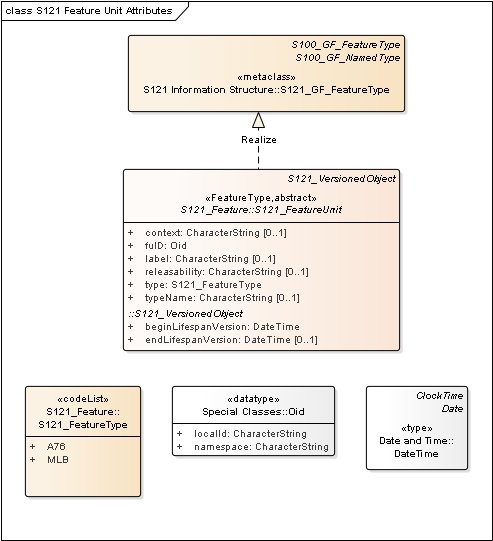 class S121 Feature Unit Attributes
S100_GF_FeatureType
S100_GF_NamedType
«metaclass»
S121 Information Structure::S121_GF_FeatureType
Realize
S121_VersionedObject
«FeatureType,abstract»
S121_Feature::S121_FeatureUnit
+ context: CharacterString [0..1]
+ fuID: Oid
+ label: CharacterString [0..1]
+ releasability: CharacterString [0..1]
+ type: S121_FeatureType
+ typeName: CharacterString [0..1]
::S121_VersionedObject
+ beginLifespanVersion: DateTime
+ endLifespanVersion: DateTime [0..1]
«codeList»
S121_Feature::
S121_FeatureType
+ A76
+ MLB
«datatype»
Special Classes::Oid
+ localId: CharacterString
+ namespace: CharacterString
ClockTime
Date
«type»
Date and Time::
DateTime